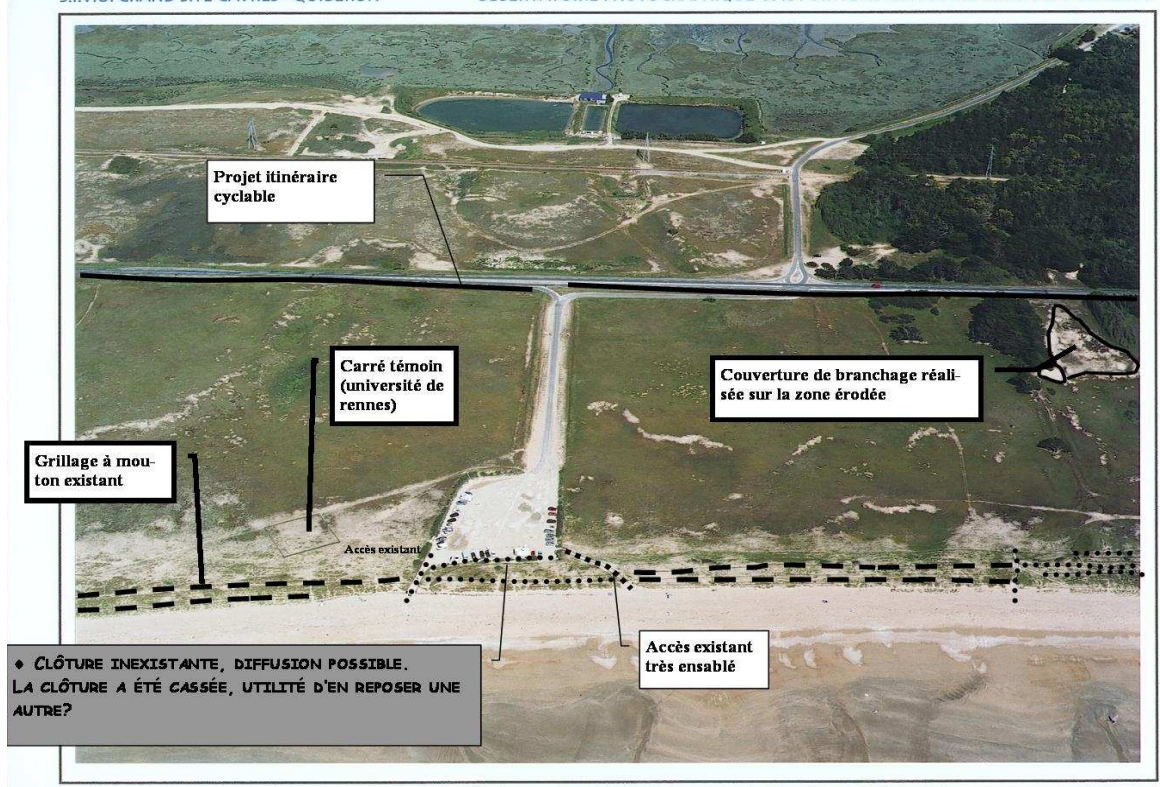 Projet itinéraire
cyclable
Carré témoin
(université de
rennes)
Couverture de branchage réali-
sée sur la zone érodée
Grillage à mou-
ton existant
Accès existant
Accès existant
très ensablé
♦ CLÔTURE INEXISTANTE, DIFFUSION POSSIBLE.
LA CLÔTURE A ÉTÉ CASSÉE, UTILITÉ D'EN REPOSER UNE
AUTRE?